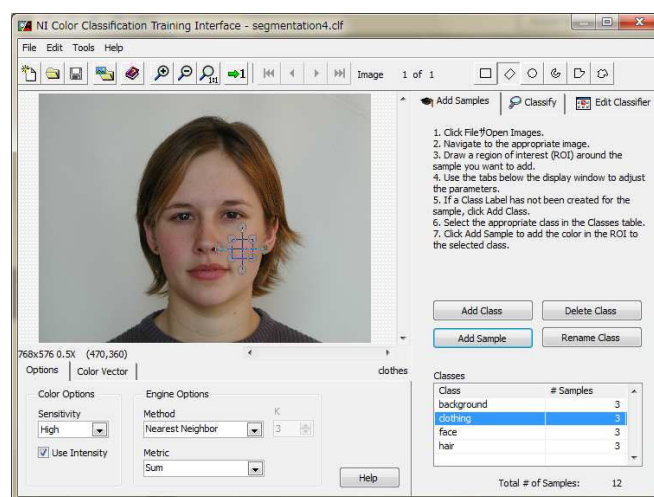 NI Color Classification Training Interface - segmentation4.clf
File Edit Tools Help
1:1 1 Image 1 of 1
Add Samples Classify Edit Classifier
1. Click File↯Open Images.
2. Navigate to the appropriate image.
3. Draw a region of interest (ROI) around the
sample you want to add.
4. Use the tabs below the display window to adjust
the parameters.
5. If a Class Label has not been created for the
sample, click Add Class.
6. Select the appropriate class in the Classes table.
7. Click Add Sample to add the color in the ROI to
the selected class.
Add Class Delete Class
Add Sample Rename Class
768x576 0.5X (470,360)
Options Color Vector clothes
Color Options Engine Options
Sensitivity Method K
High Nearest Neighbor 3
Use Intensity Metric
Sum
Help
Classes
Class # Samples
background 3
clothing 3
face 3
hair 3
Total # of Samples: 12